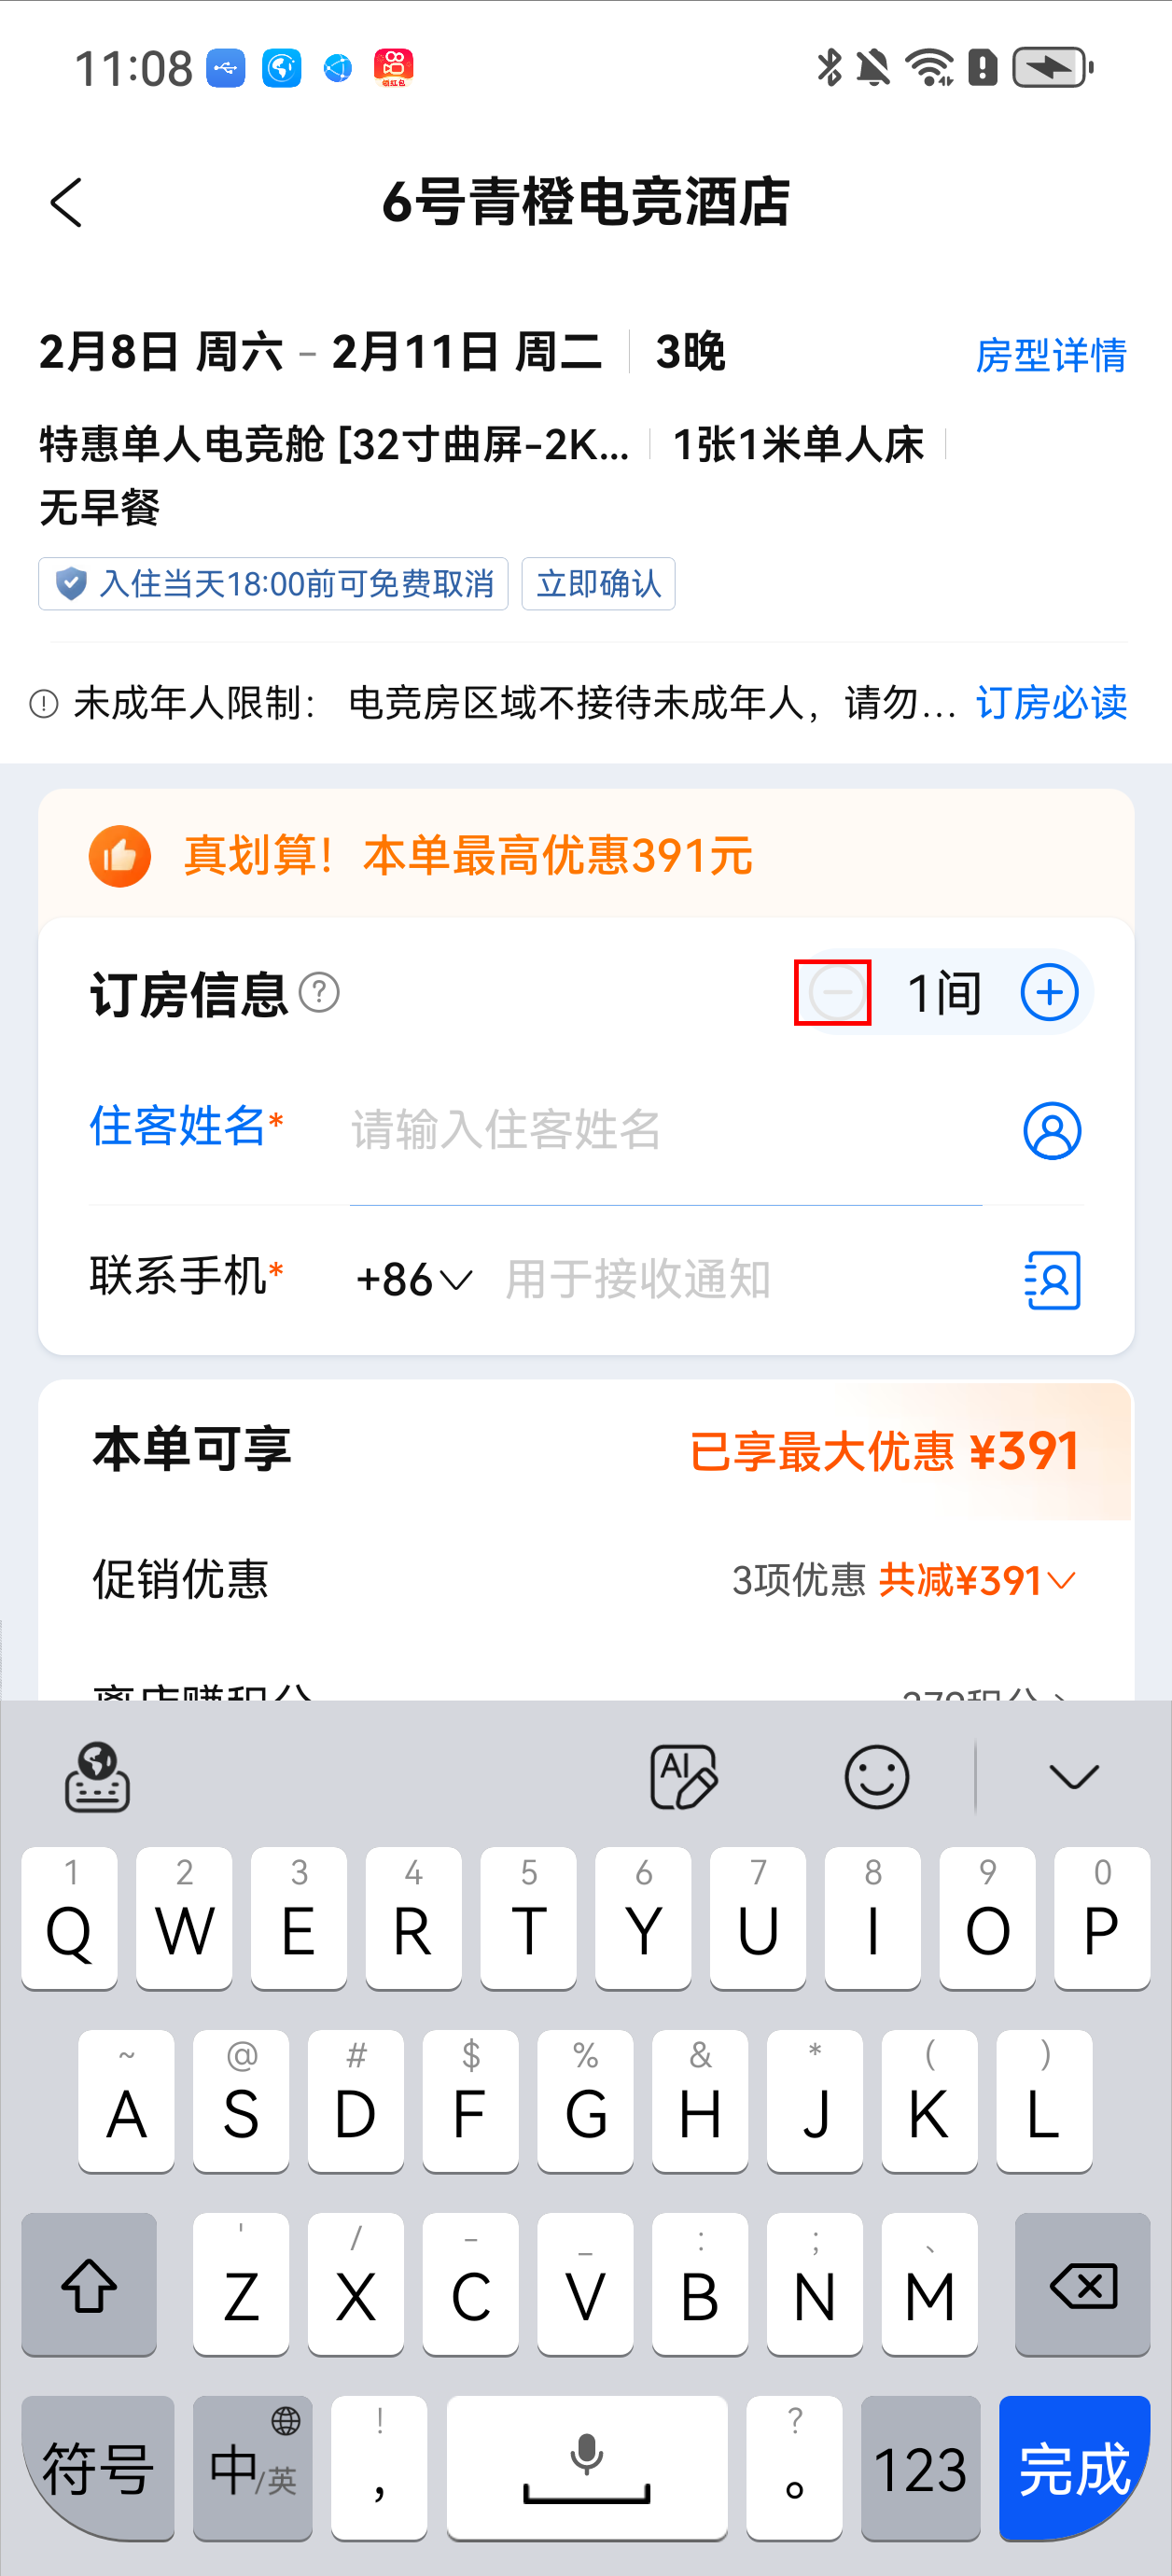 11:08
6号青橙电竞酒店
2月8日 周六 - 2月11日 周二 3晚 房型详情
特惠单人电竞舱 [32寸曲屏-2K... 1张1米单人床
无早餐
入住当天18:00前可免费取消 立即确认
未成年人限制: 电竞房区域不接待未成年人，请勿... 订房必读
真划算！本单最高优惠391元
订房信息 ? 1间
住客姓名* 请输入住客姓名
联系手机* +86 用于接收通知
本单可享 已享最大优惠 ¥391
促销优惠 3项优惠 共减¥391
AI
1 2 3 4 5 6 7 8 9 0
Q W E R T Y U I O P
~ @ # $ % & * ( )
A S D F G H J K L
' / - _ : ; 、
Z X C V B N M
! ?
符号 中/英 , 。 123 完成